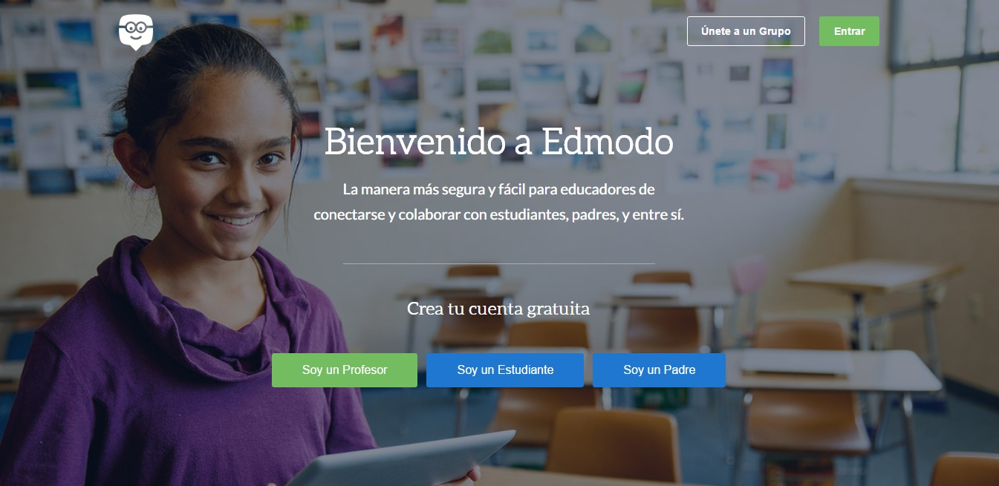 Únete a un Grupo
Entrar
Bienvenido a Edmodo
La manera más segura y fácil para educadores de
conectarse y colaborar con estudiantes, padres, y entre sí.
Crea tu cuenta gratuita
Soy un Profesor
Soy un Estudiante
Soy un Padre